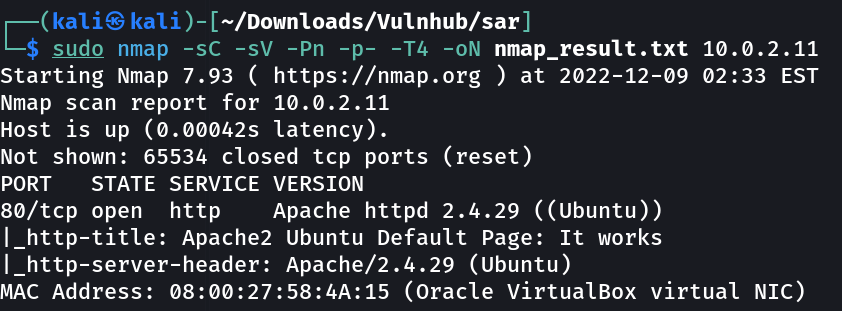 ┌──(kali㉿kali)-[~/Downloads/Vulnhub/sar]
└─$ sudo nmap -sC -sV -Pn -p- -T4 -oN nmap_result.txt 10.0.2.11
Starting Nmap 7.93 ( https://nmap.org ) at 2022-12-09 02:33 EST
Nmap scan report for 10.0.2.11
Host is up (0.00042s latency).
Not shown: 65534 closed tcp ports (reset)
PORT   STATE SERVICE VERSION
80/tcp open  http    Apache httpd 2.4.29 ((Ubuntu))
|_http-title: Apache2 Ubuntu Default Page: It works
|_http-server-header: Apache/2.4.29 (Ubuntu)
MAC Address: 08:00:27:58:4A:15 (Oracle VirtualBox virtual NIC)